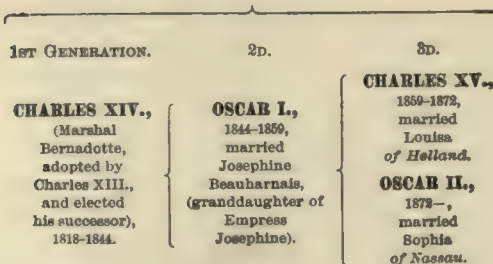 1ST GENERATION.
2D.
3D.
CHARLES XIV.,
(Marshal
Bernadotte,
adopted by
Charles XIII.,
and elected
his successor),
1818-1844.
OSCAR I.,
1844-1859,
married
Josephine
Beauharnais,
(granddaughter of
Empress
Josephine).
CHARLES XV.,
1859-1872,
married
Louisa
of Holland.
OSCAR II.,
1872-,
married
Sophia
of Nassau.